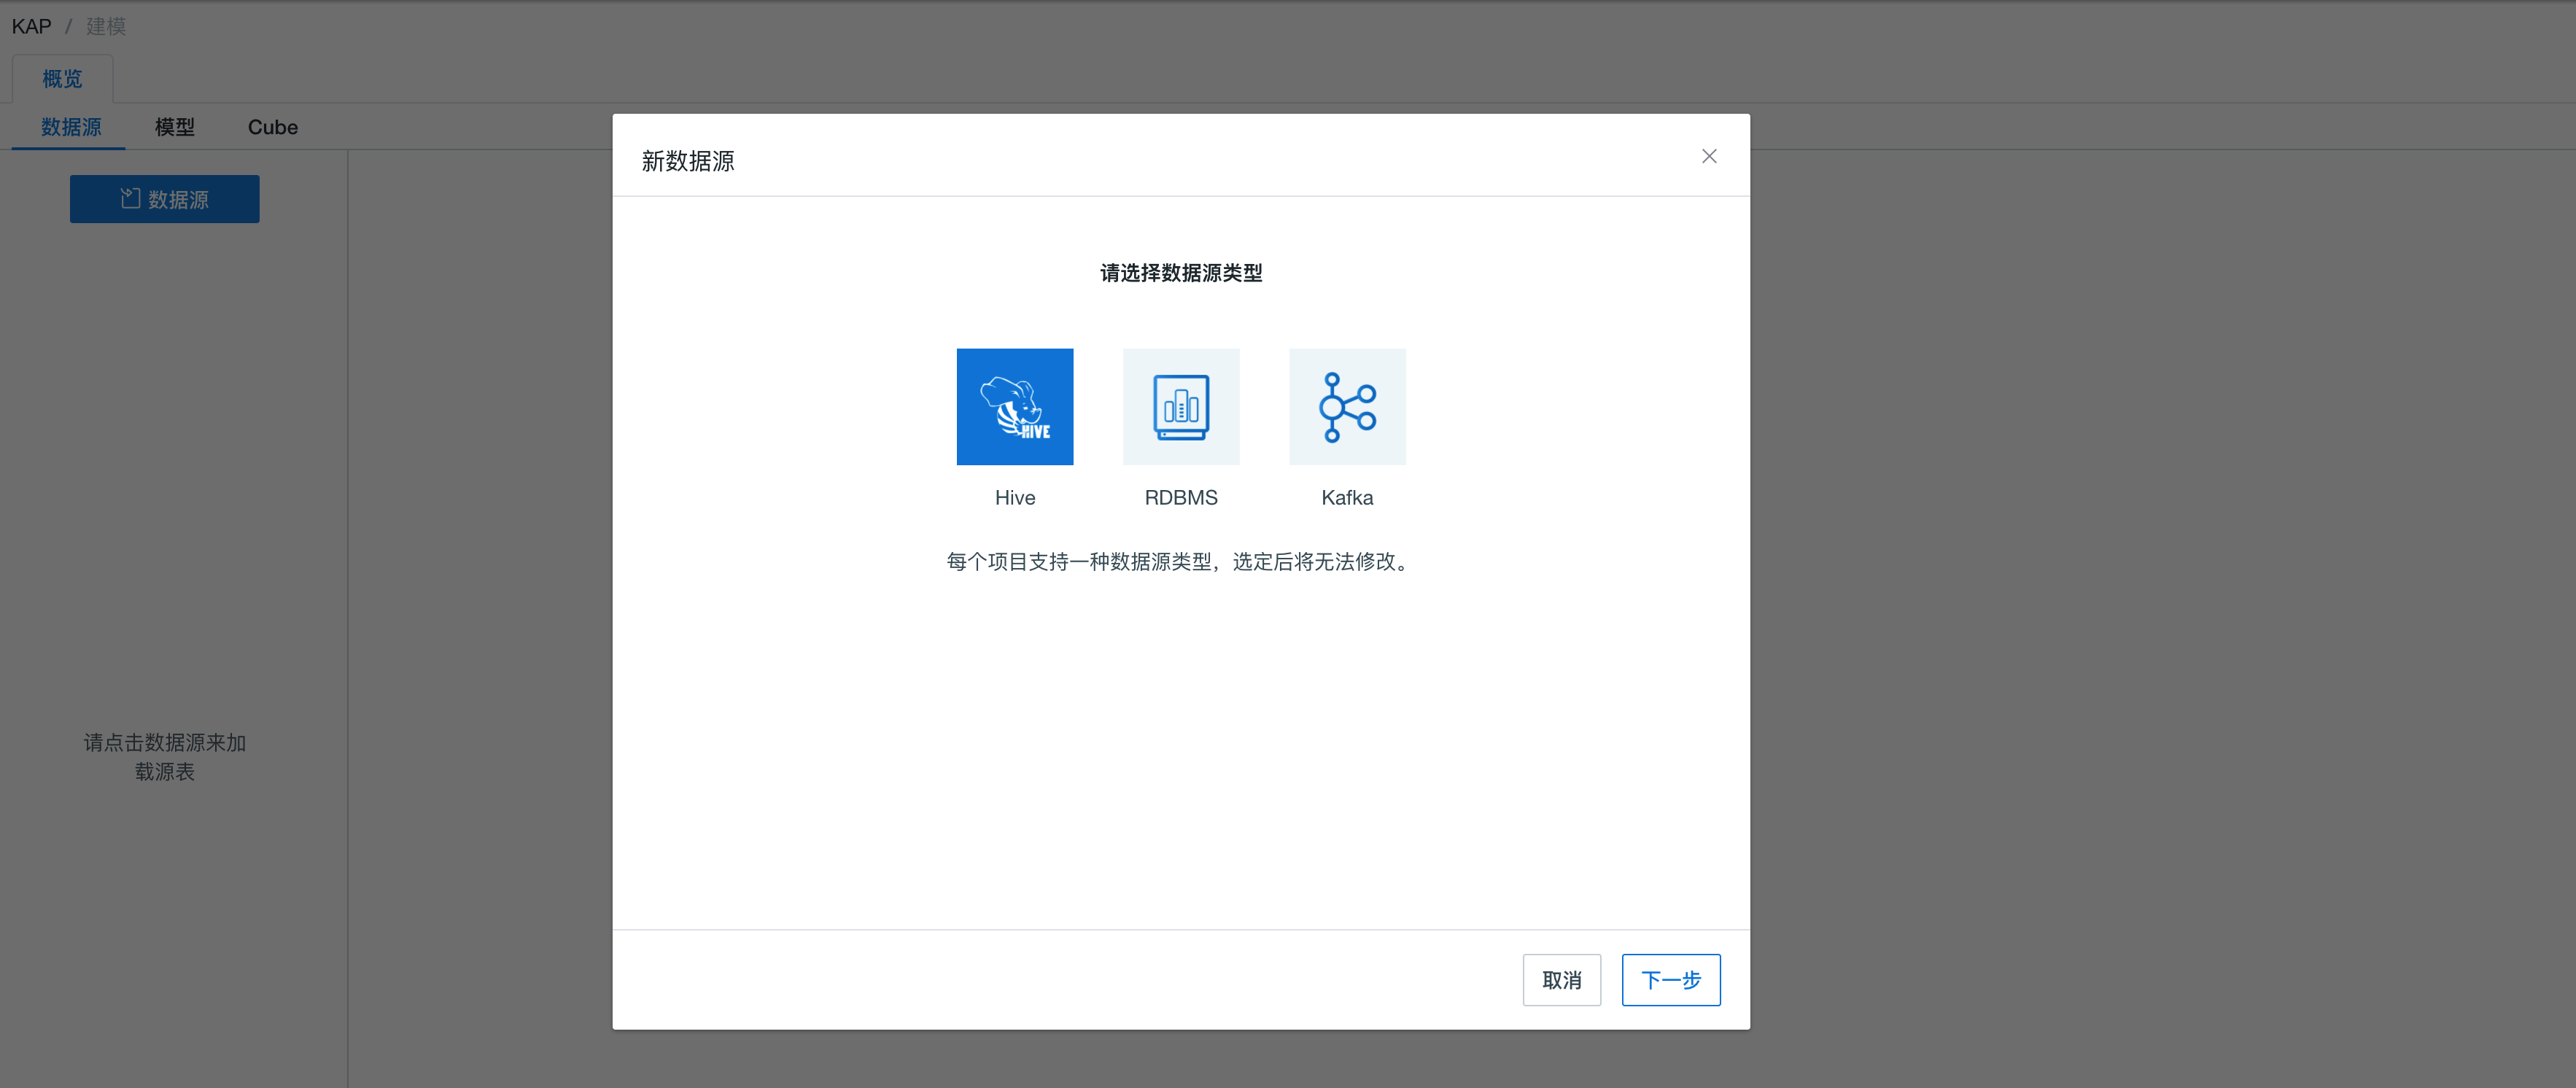 KAP / 建模
概览
数据源 模型 Cube
数据源
请点击数据源来加
载源表
新数据源
请选择数据源类型
HIVE
Hive RDBMS Kafka
每个项目支持一种数据源类型，选定后将无法修改。
取消 下一步